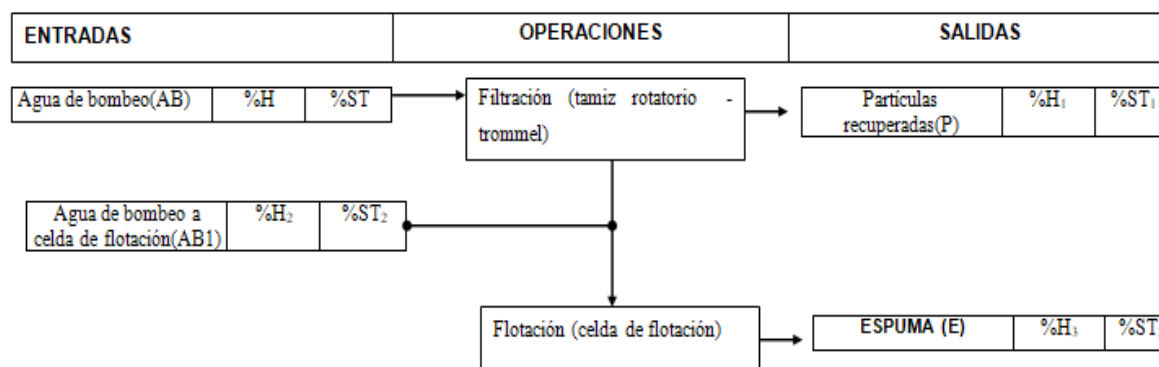 ENTRADAS OPERACIONES SALIDAS
Agua de bombeo(AB) %H %ST
Filtración (tamiz rotatorio -
trommel)
Partículas
recuperadas(P)
%H₁ %ST₁
Agua de bombeo a
celda de flotación(AB1)
%H₂ %ST₂
Flotación (celda de flotación)
ESPUMA (E) %H₃ %ST